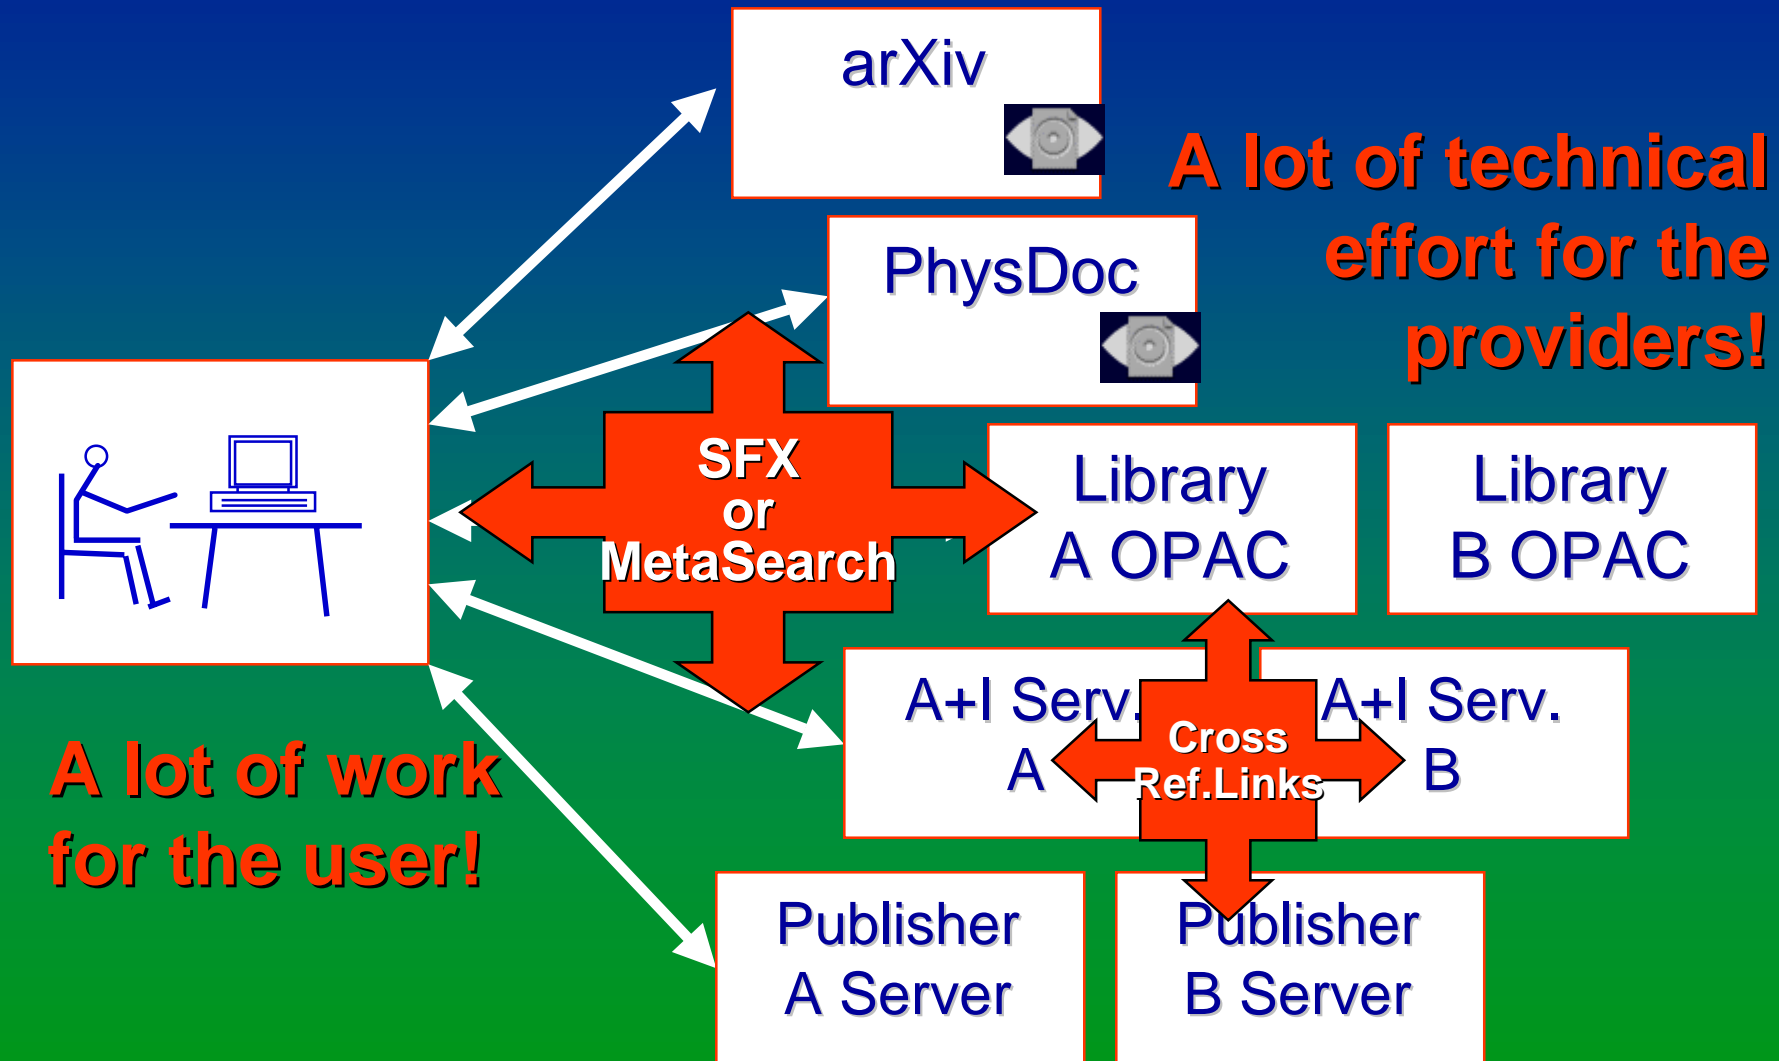 arXiv
A lot of technical
effort for the
providers!
PhysDoc
SFX
or
MetaSearch
Library
A OPAC
Library
B OPAC
A+I Serv.
A
A+I Serv.
B
Cross
Ref.Links
A lot of work
for the user!
Publisher
A Server
Publisher
B Server